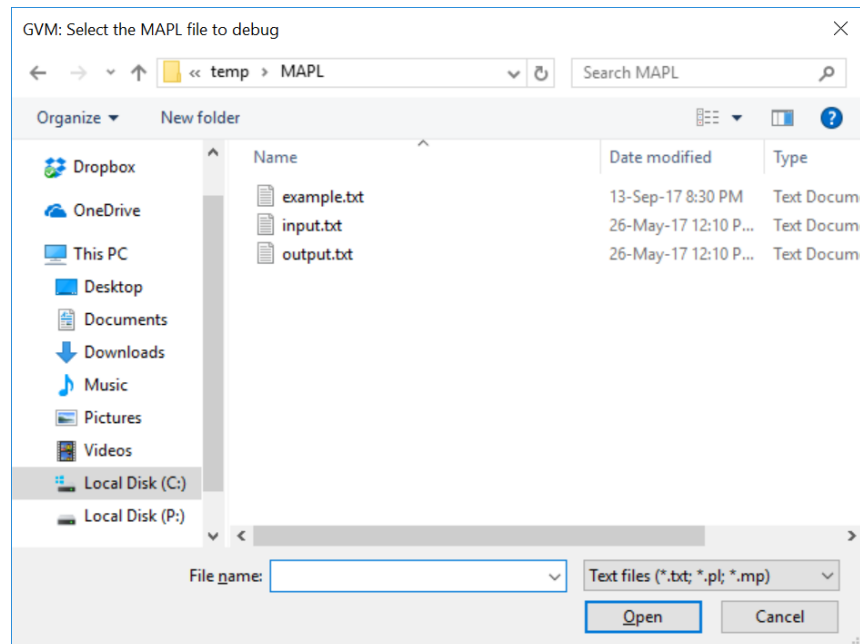 GVM: Select the MAPL file to debug
« temp › MAPL
Search MAPL
Organize
New folder
?
Name
Date modified
Type
Dropbox
OneDrive
This PC
Desktop
Documents
Downloads
Music
Pictures
Videos
Local Disk (C:)
Local Disk (P:)
example.txt 13-Sep-17 8:30 PM Text Docum
input.txt 26-May-17 12:10 P... Text Docum
output.txt 26-May-17 12:10 P... Text Docum
File name:
Text files (*.txt; *.pl; *.mp)
Open
Cancel